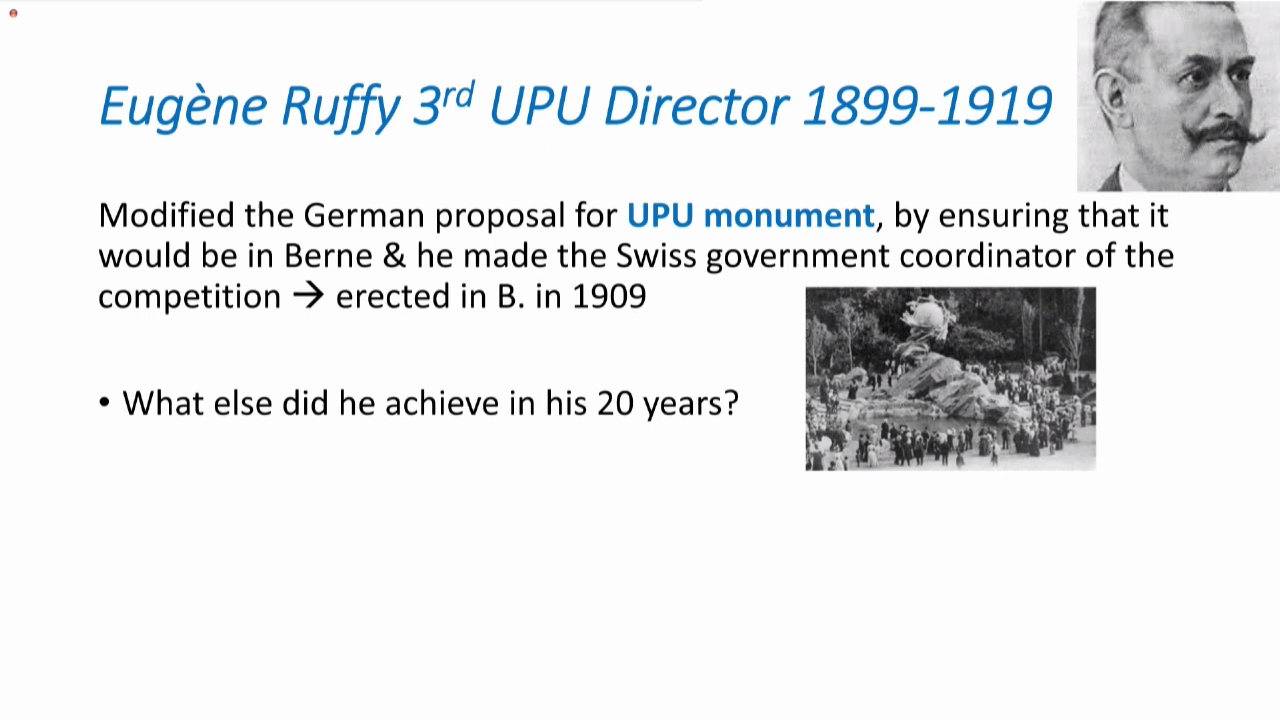 Eugène Ruffy 3rd UPU Director 1899-1919
Modified the German proposal for UPU monument, by ensuring that it
would be in Berne & he made the Swiss government coordinator of the
competition → erected in B. in 1909
• What else did he achieve in his 20 years?